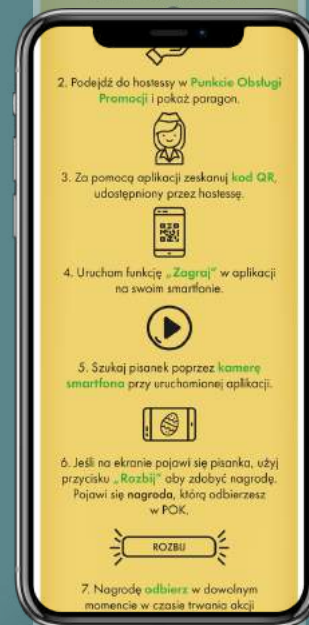 2. Podejdź do hostessy w Punkcie Obsługi
Promocji i pokaż paragon.
3. Za pomocą aplikacji zeskanuj kod QR,
udostępniony przez hostessę.
4. Uruchom funkcję „Zagraj” w aplikacji
na swoim smartfonie.
5. Szukaj pisanek poprzez kamerę
smartfona przy uruchomionej aplikacji.
6. Jeśli na ekranie pojawi się pisanka, użyj
przycisku „Rozbij” aby zdobyć nagrodę.
Pojawi się nagroda, którą odbierzesz
w POK.
ROZBIJ
7. Nagrodę odbierz w dowolnym
momencie w czasie trwania akcji